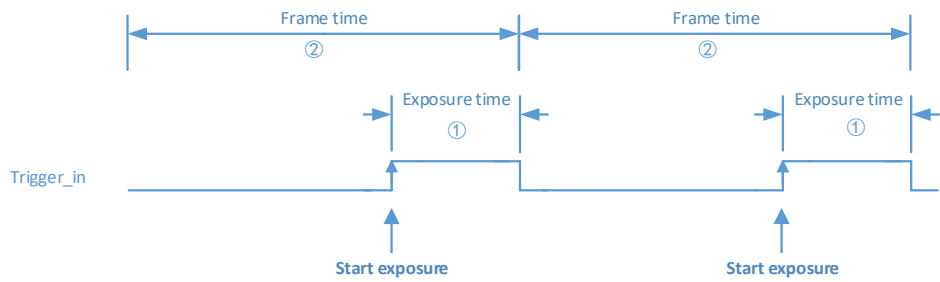 Frame time
②
Frame time
②
Exposure time
①
Exposure time
①
Trigger_in
Start exposure
Start exposure